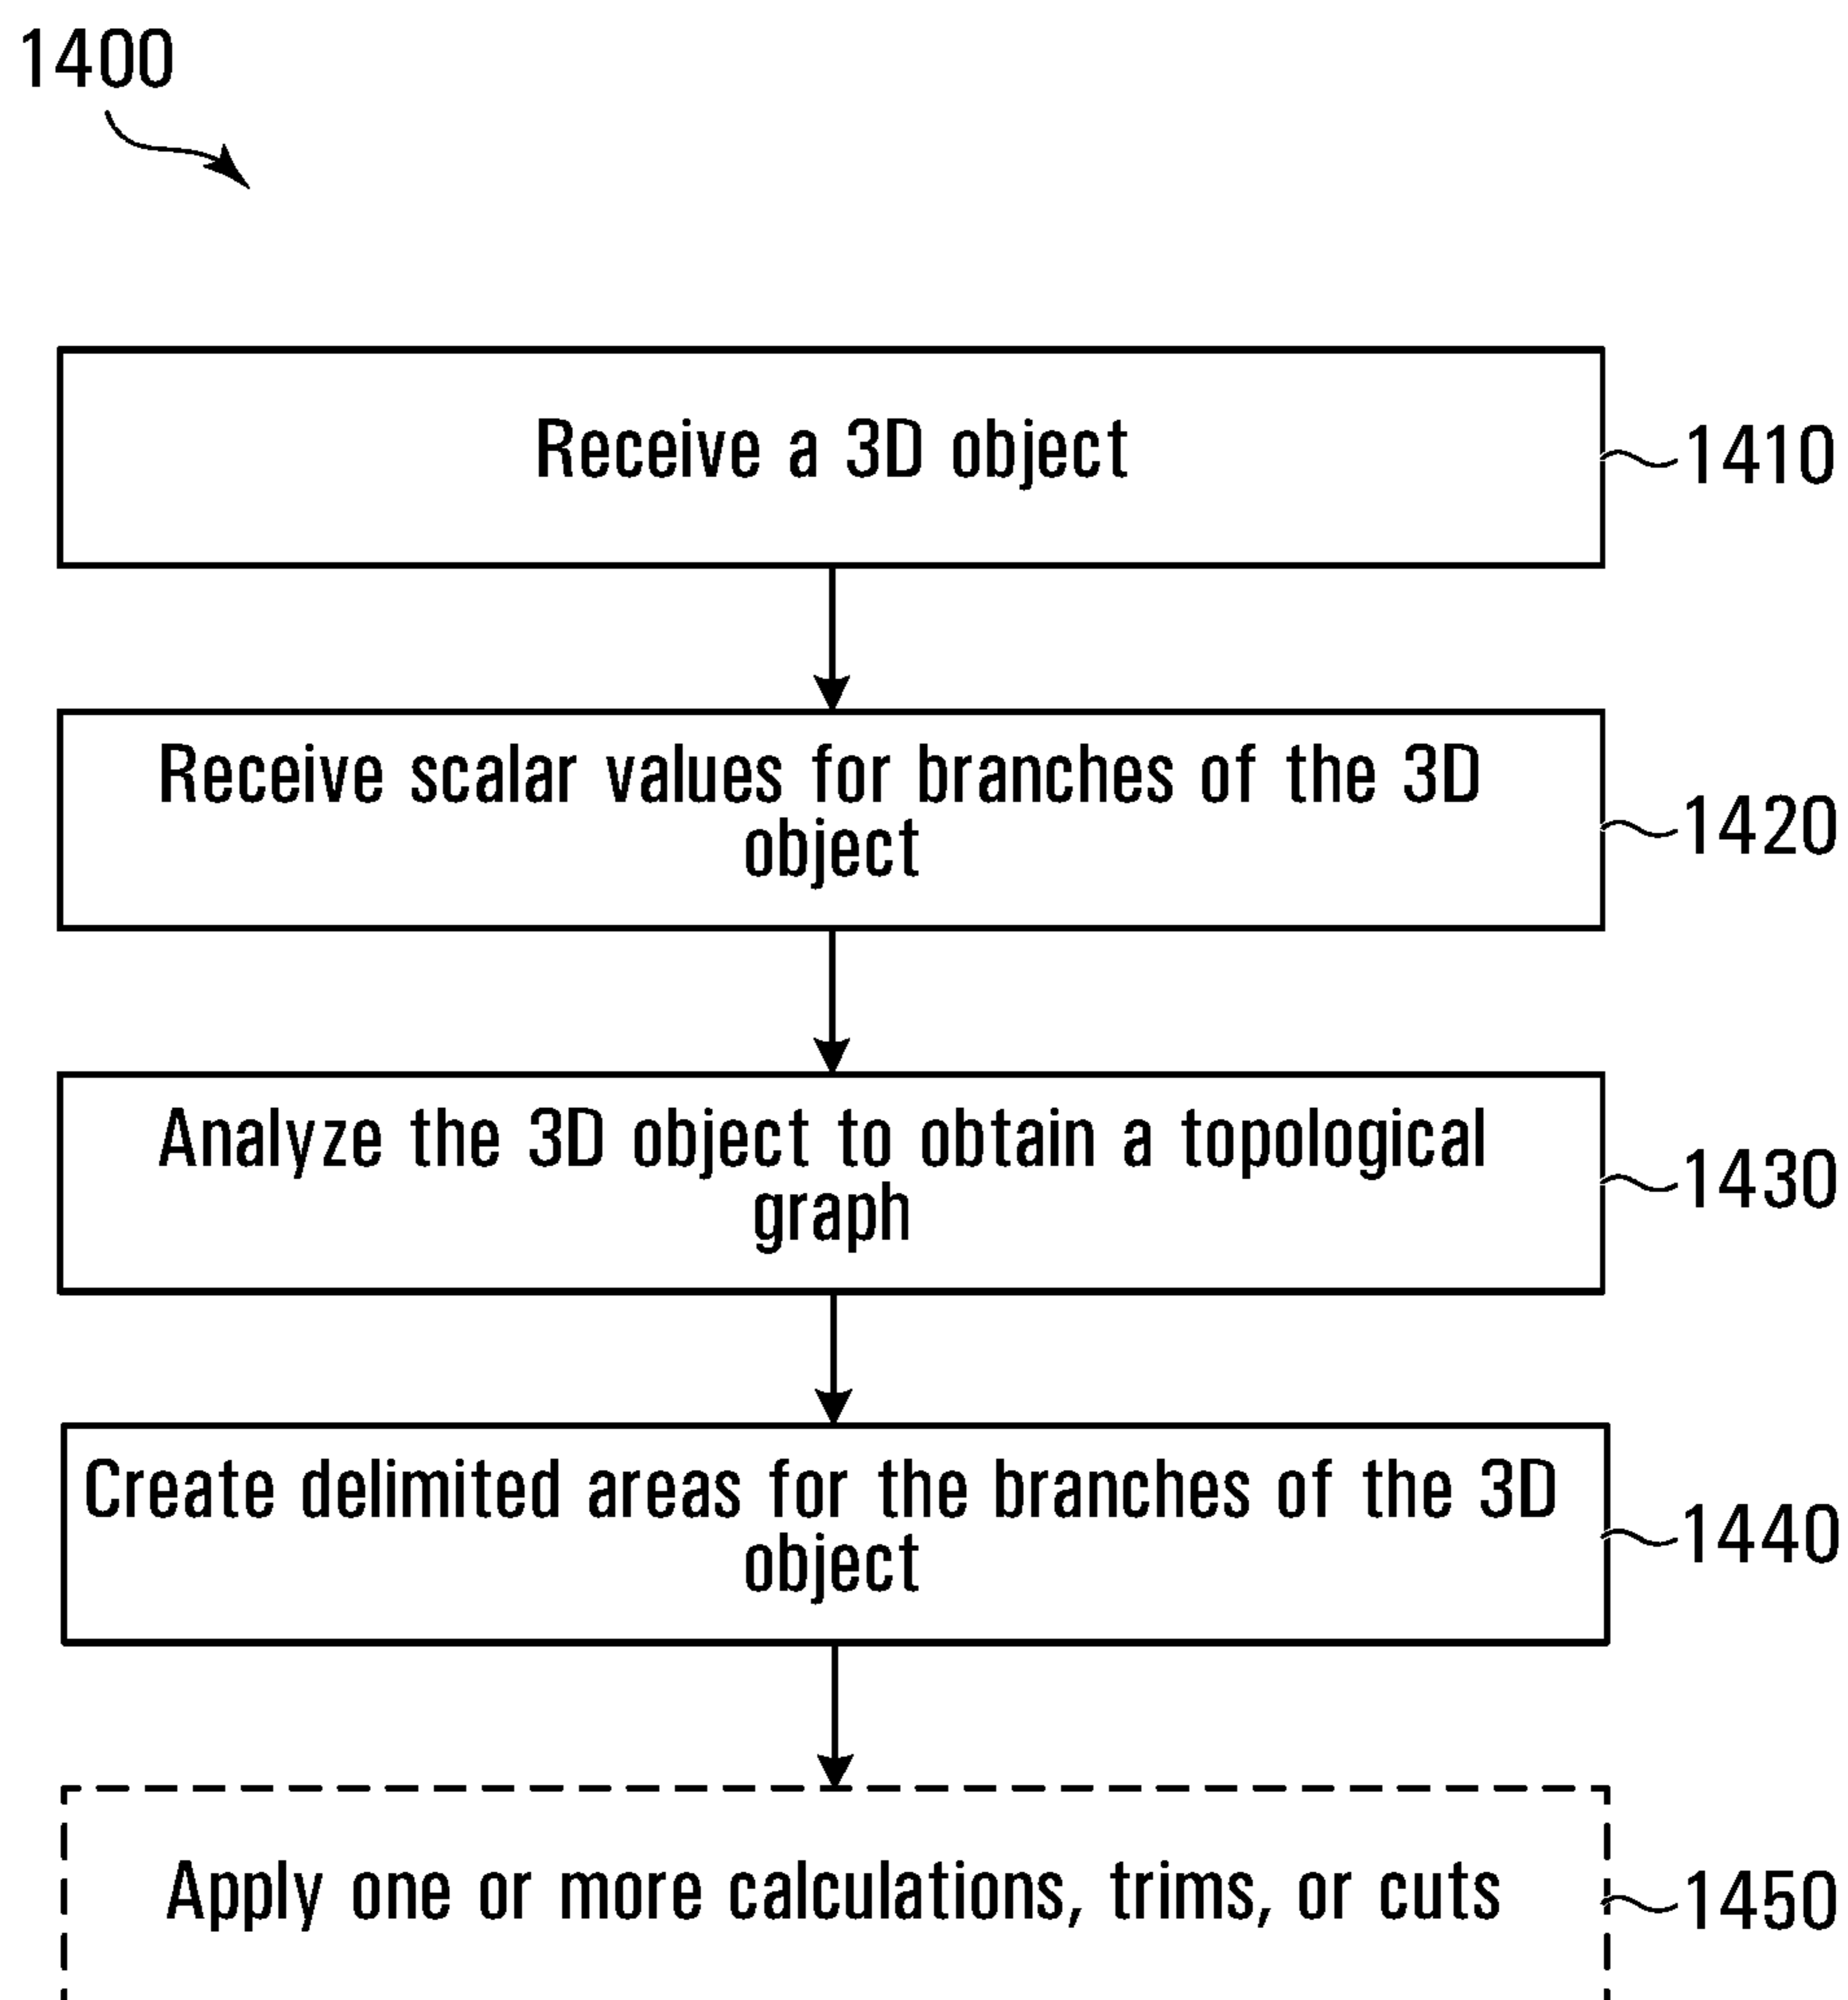 1400
Receive a 3D object
1410
Receive scalar values for branches of the 3D
object
1420
Analyze the 3D object to obtain a topological
graph
1430
Create delimited areas for the branches of the 3D
object
1440
Apply one or more calculations, trims, or cuts
1450